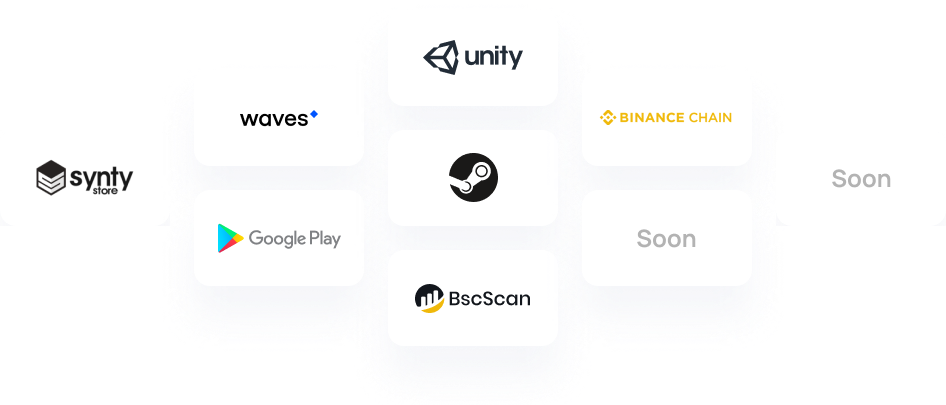 synty
store
waves
Google Play
unity
BscScan
BINANCE CHAIN
Soon
Soon